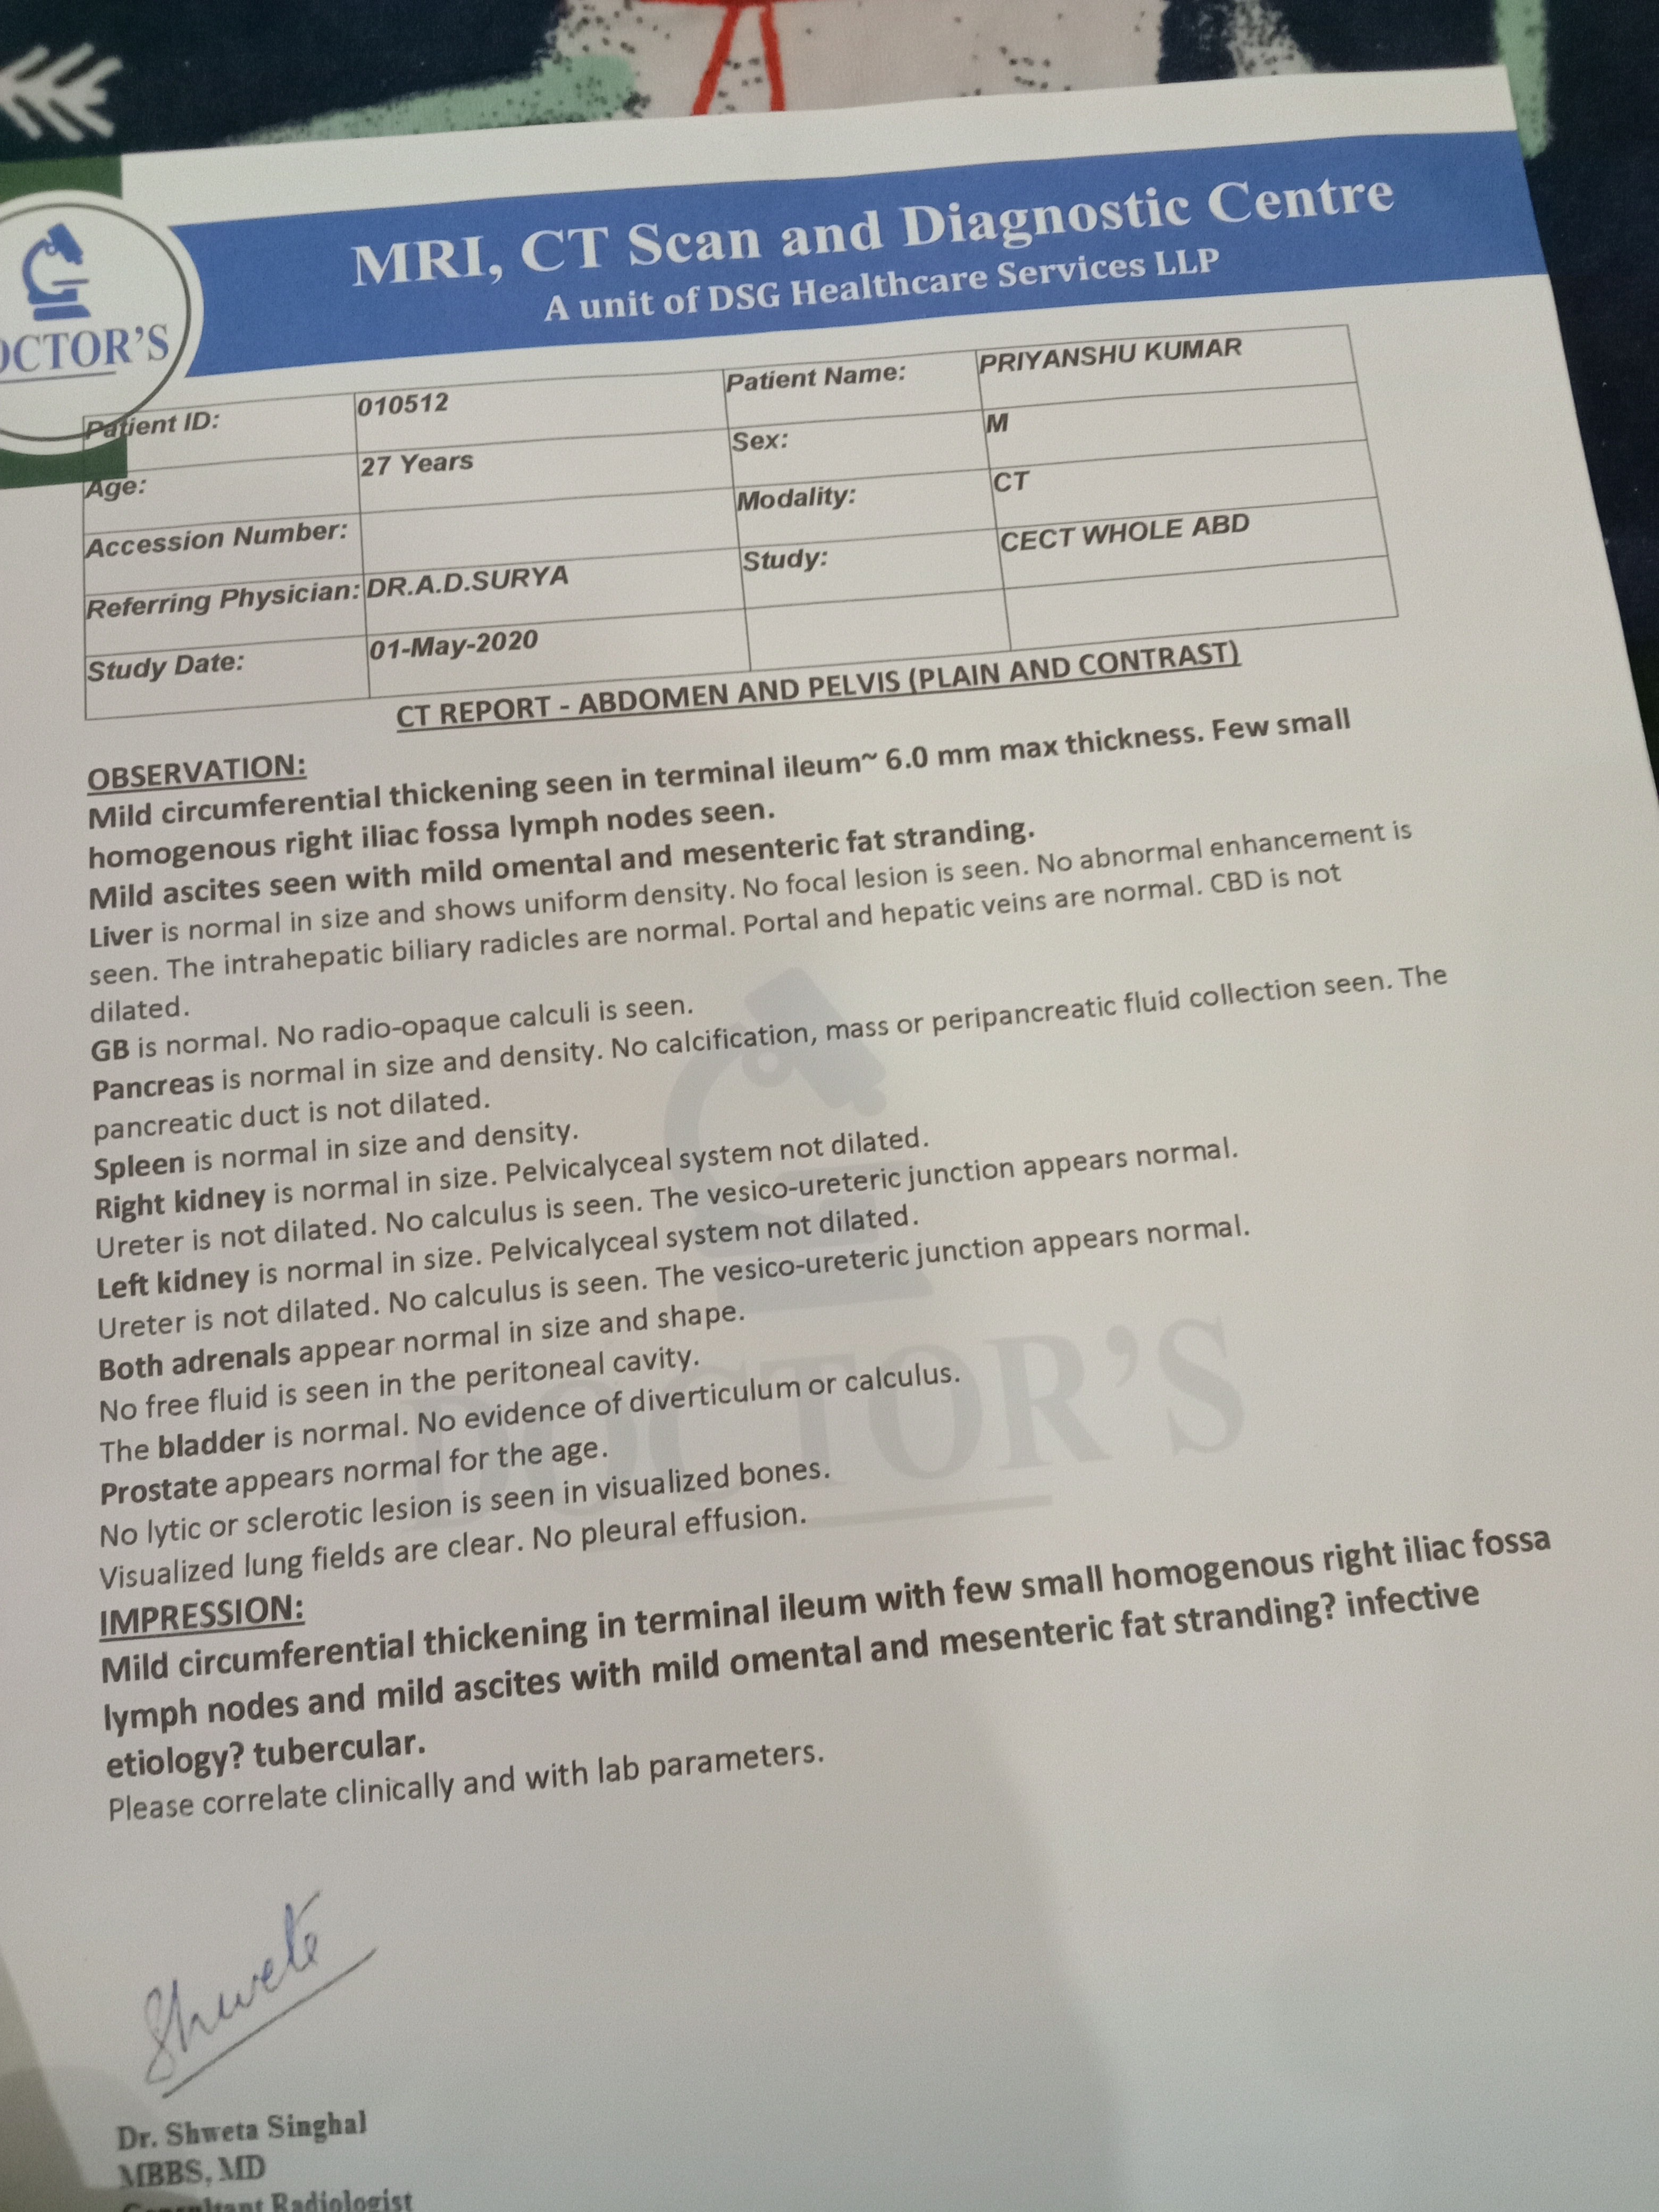 MRI, CT Scan and Diagnostic Centre
A unit of DSG Healthcare Services LLP
OCTOR'S
Patient ID: 010512 Patient Name: PRIYANSHU KUMAR
Age: 27 Years Sex: M
Accession Number: Modality: CT
Referring Physician: DR.A.D.SURYA Study: CECT WHOLE ABD
Study Date: 01-May-2020
CT REPORT - ABDOMEN AND PELVIS (PLAIN AND CONTRAST)
OBSERVATION:
Mild circumferential thickening seen in terminal ileum~ 6.0 mm max thickness. Few small
homogenous right iliac fossa lymph nodes seen.
Mild ascites seen with mild omental and mesenteric fat stranding.
Liver is normal in size and shows uniform density. No focal lesion is seen. No abnormal enhancement is
seen. The intrahepatic biliary radicles are normal. Portal and hepatic veins are normal. CBD is not
dilated.
GB is normal. No radio-opaque calculi is seen.
Pancreas is normal in size and density. No calcification, mass or peripancreatic fluid collection seen. The
pancreatic duct is not dilated.
Spleen is normal in size and density.
Right kidney is normal in size. Pelvicalyceal system not dilated.
Ureter is not dilated. No calculus is seen. The vesico-ureteric junction appears normal.
Left kidney is normal in size. Pelvicalyceal system not dilated.
Ureter is not dilated. No calculus is seen. The vesico-ureteric junction appears normal.
Both adrenals appear normal in size and shape.
No free fluid is seen in the peritoneal cavity.
The bladder is normal. No evidence of diverticulum or calculus.
Prostate appears normal for the age.
No lytic or sclerotic lesion is seen in visualized bones.
Visualized lung fields are clear. No pleural effusion.
DOCTOR'S
IMPRESSION:
Mild circumferential thickening in terminal ileum with few small homogenous right iliac fossa
lymph nodes and mild ascites with mild omental and mesenteric fat stranding? infective
etiology? tubercular.
Please correlate clinically and with lab parameters.
Shweta
Dr. Shweta Singhal
MBBS, MD
Consultant Radiologist